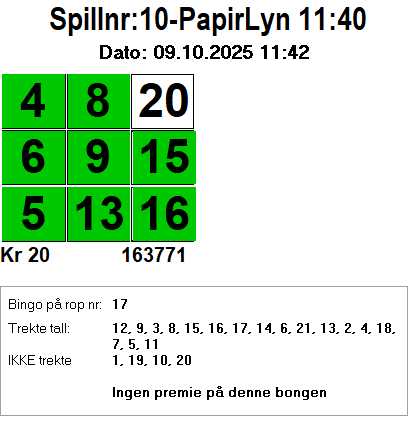 Spillnr:10-PapirLyn 11:40
Dato: 09.10.2025 11:42
4 8 20
6 9 15
5 13 16
Kr 20 163771
Bingo på rop nr: 17
Trekte tall: 12, 9, 3, 8, 15, 16, 17, 14, 6, 21, 13, 2, 4, 18,
7, 5, 11
IKKE trekte 1, 19, 10, 20
Ingen premie på denne bongen